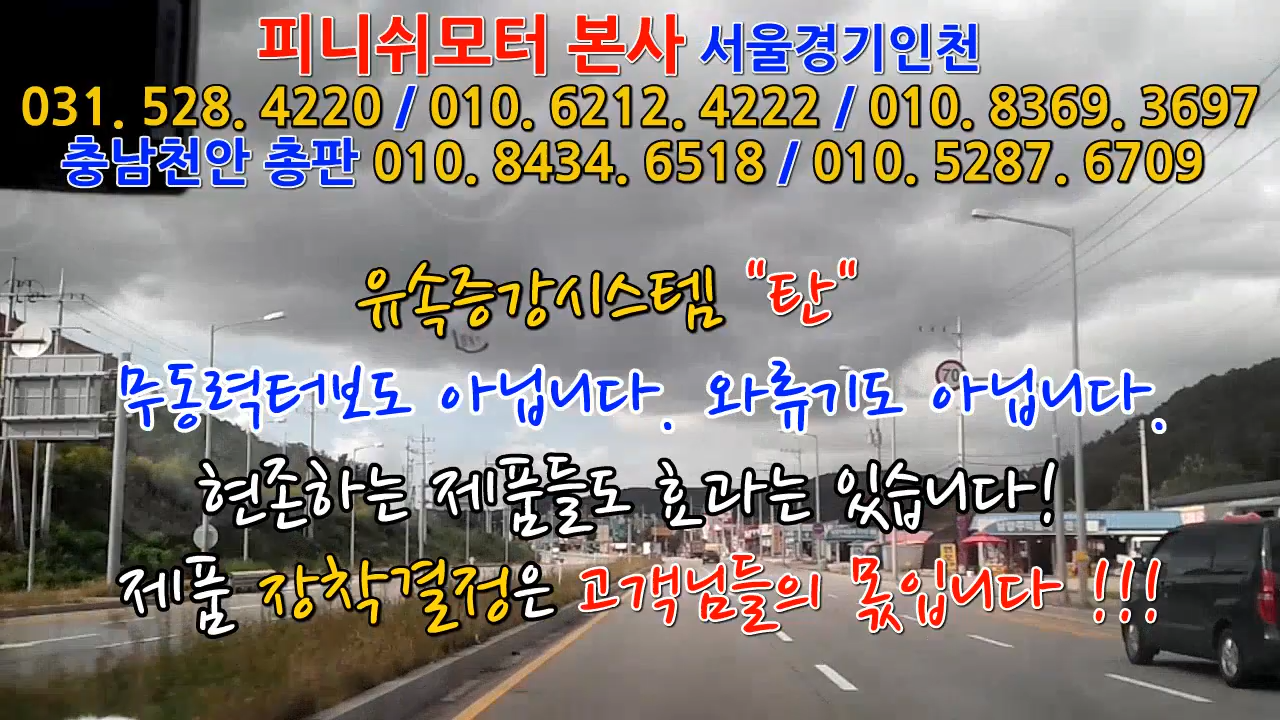 피니쉬모터 본사 서울경기인천
031. 528. 4220 / 010. 6212. 4222 / 010. 8369. 3697
충남천안 총판 010. 8434. 6518 / 010. 5287. 6709
유속증강시스템 "탄"
무동력터보도 아닙니다. 와류기도 아닙니다.
70
현존하는 제품들도 효과는 있습니다!
제품 장착결정은 고객님들의 몫입니다 !!!